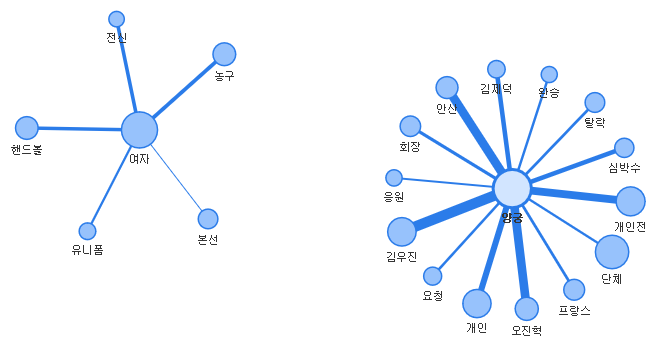 전신
농구
핸드볼
여자
유니폼
본선
김제덕
완승
안산
탈락
회장
심박수
응원
양궁
개인전
김우진
단체
요청
개인
오진혁
프랑스